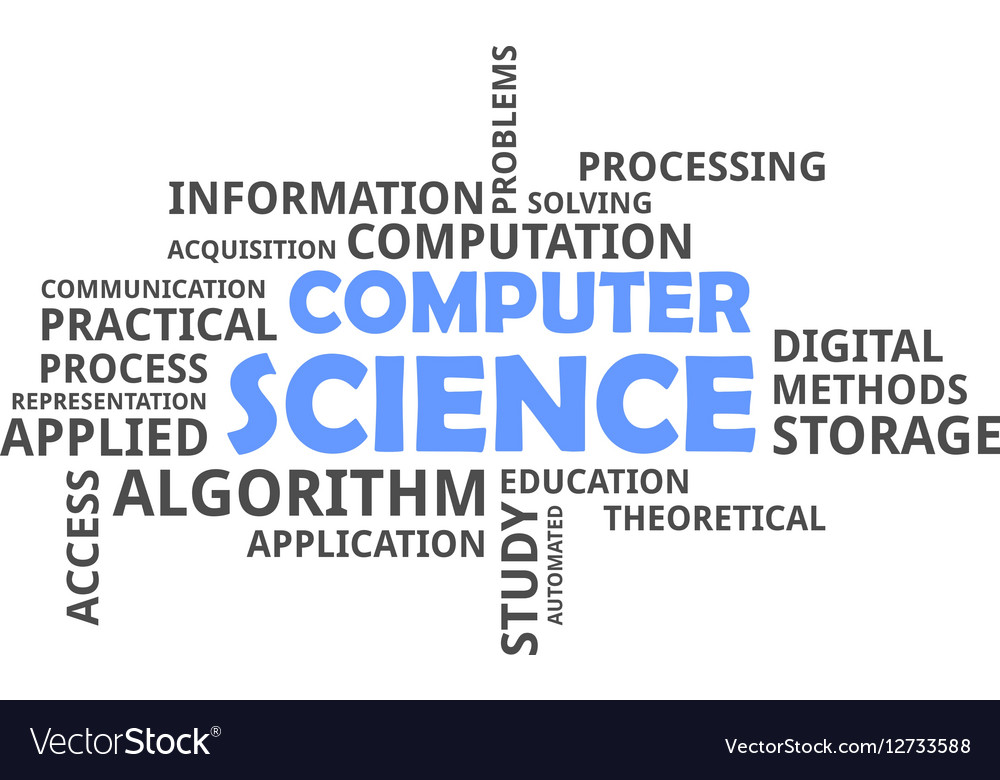 PROBLEMS
PROCESSING
INFORMATION
SOLVING
ACQUISITION
COMPUTATION
COMMUNICATION
COMPUTER
PRACTICAL
DIGITAL
PROCESS
SCIENCE
METHODS
REPRESENTATION
APPLIED
STORAGE
ACCESS
ALGORITHM
EDUCATION
THEORETICAL
APPLICATION
STUDY
AUTOMATED
VectorStock®
VectorStock.com/12733588